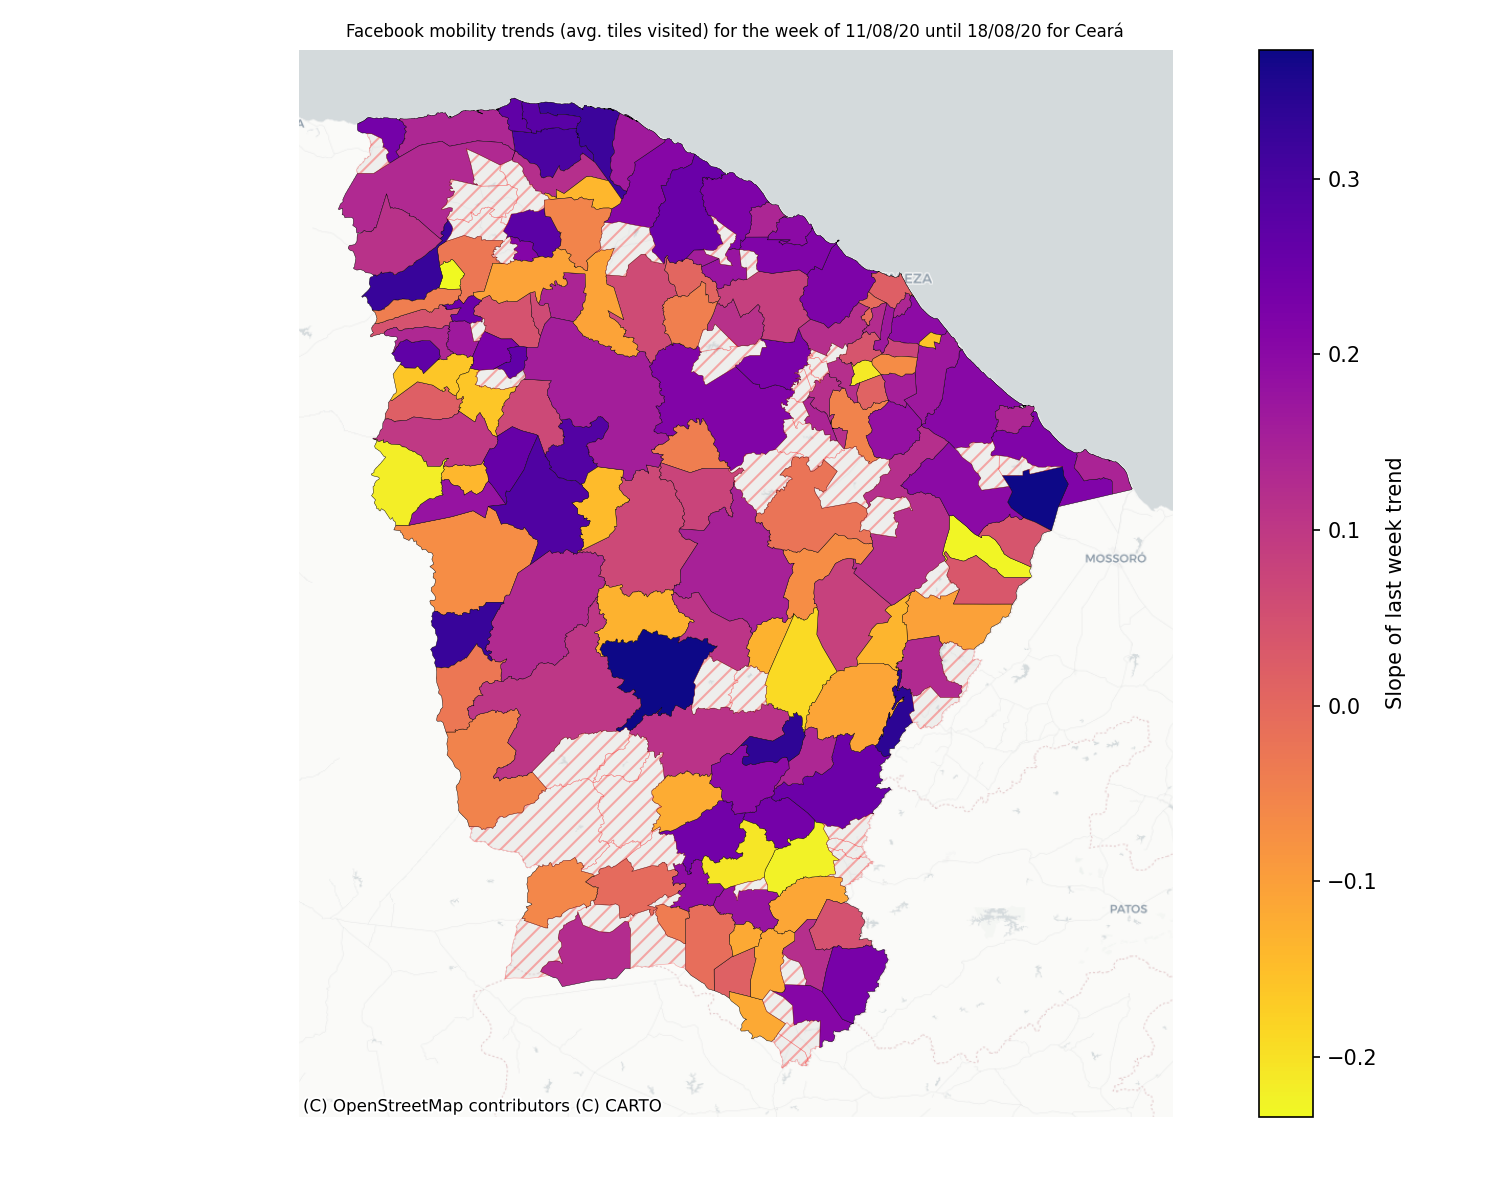 Facebook mobility trends (avg. tiles visited) for the week of 11/08/20 until 18/08/20 for Ceará
0.3
0.2
0.1
0.0
−0.1
−0.2
Slope of last week trend
EZA
MOSSORÓ
PATOS
(C) OpenStreetMap contributors (C) CARTO